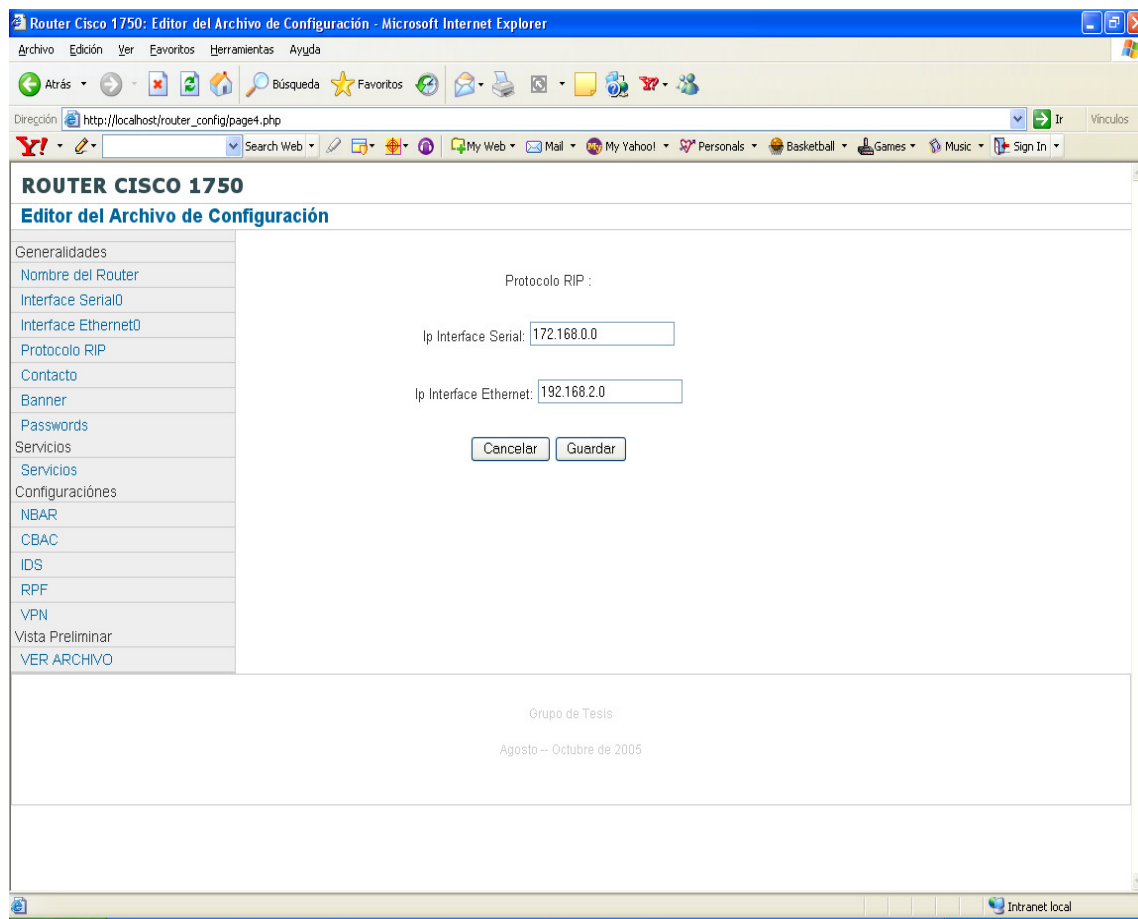 Router Cisco 1750: Editor del Archivo de Configuración - Microsoft Internet Explorer
Archivo Edición Ver Favoritos Herramientas Ayuda
Atrás Búsqueda Favoritos
Dirección http://localhost/router_config/page4.php Ir Vínculos
Y! Search Web My Web Mail My Yahoo! Personals Basketball Games Music Sign In
ROUTER CISCO 1750
Editor del Archivo de Configuración
Generalidades
Nombre del Router
Interface Serial0
Interface Ethernet0
Protocolo RIP
Contacto
Banner
Passwords
Servicios
Servicios
Configuraciónes
NBAR
CBAC
IDS
RPF
VPN
Vista Preliminar
VER ARCHIVO
Protocolo RIP :
Ip Interface Serial: 172.168.0.0
Ip Interface Ethernet: 192.168.2.0
Cancelar Guardar
Grupo de Tesis
Agosto -- Octubre de 2005
Intranet local